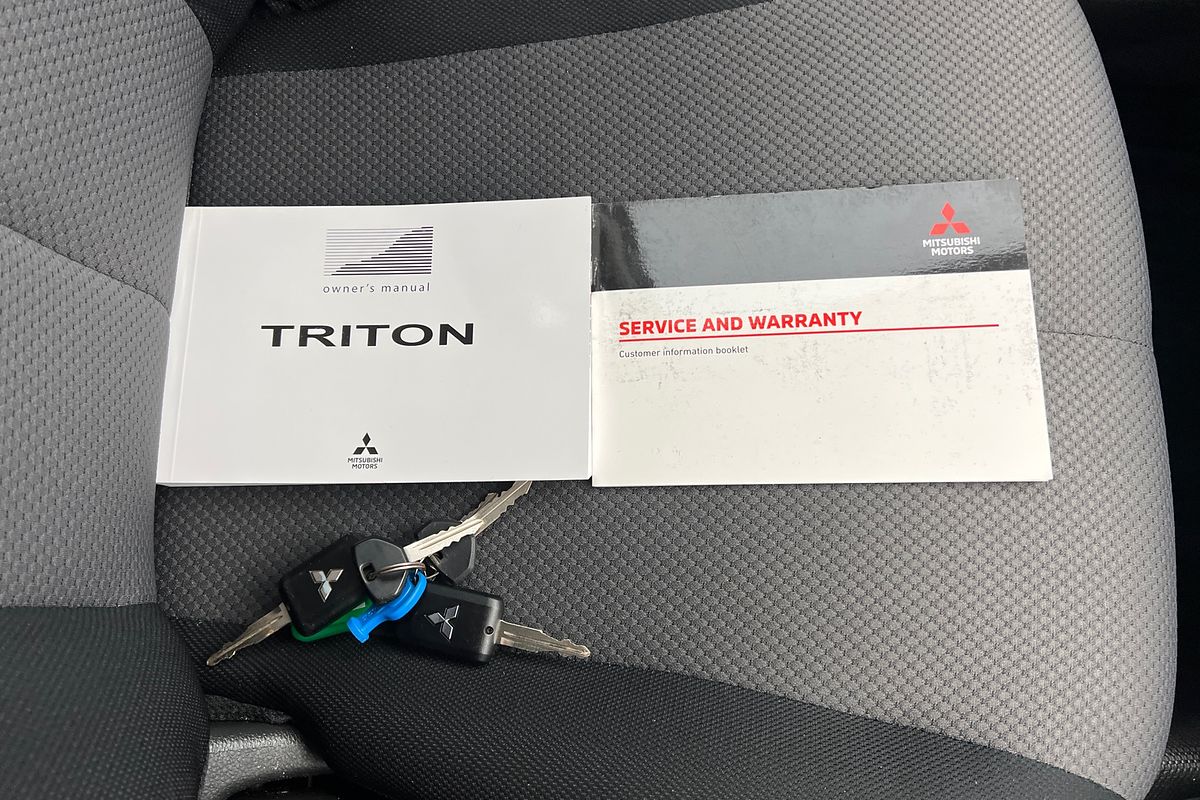 owner's manual
TRITON
MITSUBISHI
MOTORS
MITSUBISHI
MOTORS
SERVICE AND WARRANTY
Customer information booklet